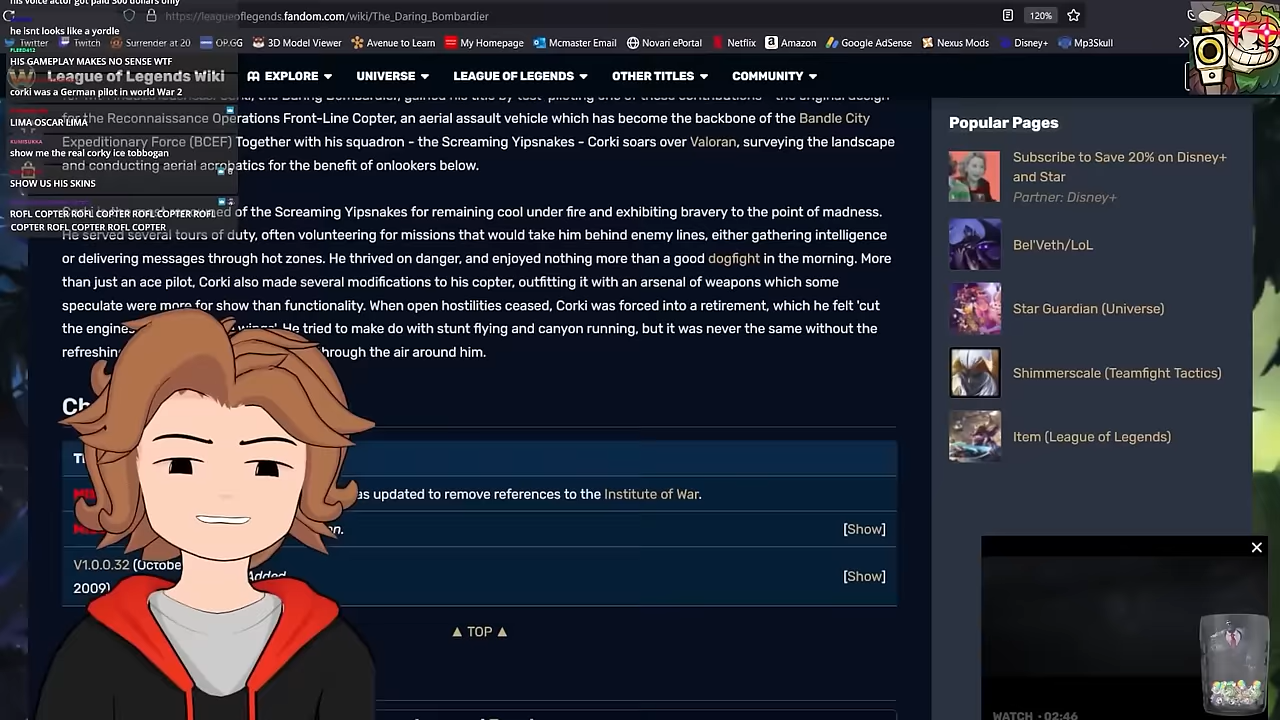 his voice actor got paid 300 dollars only
https://leagueoflegends.fandom.com/wiki/The_Daring_Bombardier
120%
he isnt looks like a yordle
Twitter
Twitch
Surrender at 20
OP.GG
3D Model Viewer
Avenue to Learn
My Homepage
Mcmaster Email
Novari ePortal
Netflix
Amazon
Google AdSense
Nexus Mods
Disney+
Mp3Skull
HIS GAMEPLAY MAKES NO SENSE WTF
League of Legends Wiki
EXPLORE
UNIVERSE
LEAGUE OF LEGENDS
OTHER TITLES
COMMUNITY
corki was a German pilot in world War 2
LIMA OSCAR LIMA
show me the real corky ice tobbogan
SHOW US HIS SKINS
ROFL COPTER ROFL COPTER ROFL COPTER ROFL
COPTER ROFL COPTER ROFL COPTER
for the Reconnaissance Operations Front-Line Copter, an aerial assault vehicle which has become the backbone of the Bandle City
Expeditionary Force (BCEF) Together with his squadron - the Screaming Yipsnakes - Corki soars over Valoran, surveying the landscape
and conducting aerial acrobatics for the benefit of onlookers below.
of the Screaming Yipsnakes for remaining cool under fire and exhibiting bravery to the point of madness.
He served several tours of duty, often volunteering for missions that would take him behind enemy lines, either gathering intelligence
or delivering messages through hot zones. He thrived on danger, and enjoyed nothing more than a good dogfight in the morning. More
than just an ace pilot, Corki also made several modifications to his copter, outfitting it with an arsenal of weapons which some
speculate were more for show than functionality. When open hostilities ceased, Corki was forced into a retirement, which he felt 'cut
the engines wings'. He tried to make do with stunt flying and canyon running, but it was never the same without the
refreshing through the air around him.
Ch
as updated to remove references to the Institute of War.
[Show]
V1.0.0.32 (Octobe
2009)
Added
[Show]
▲ TOP ▲
Popular Pages
Subscribe to Save 20% on Disney+
and Star
Partner: Disney+
Bel'Veth/LoL
Star Guardian (Universe)
Shimmerscale (Teamfight Tactics)
Item (League of Legends)
WATCH • 02:46